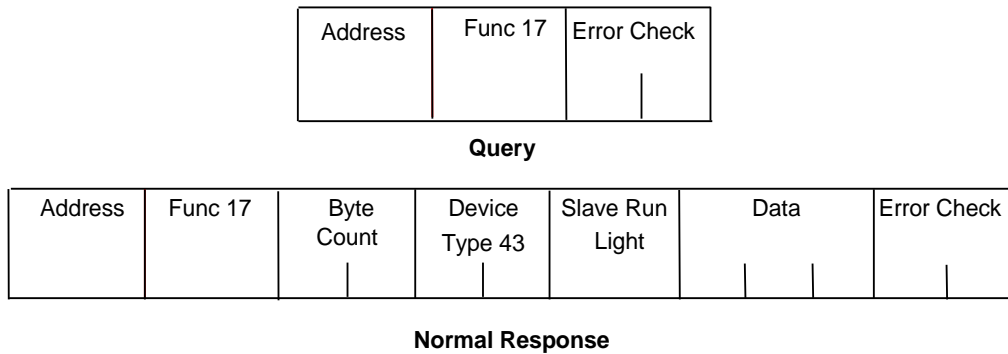 Address Func 17 Error Check
Query
Address Func 17 Byte Count Device Type 43 Slave Run Light Data Error Check
Normal Response